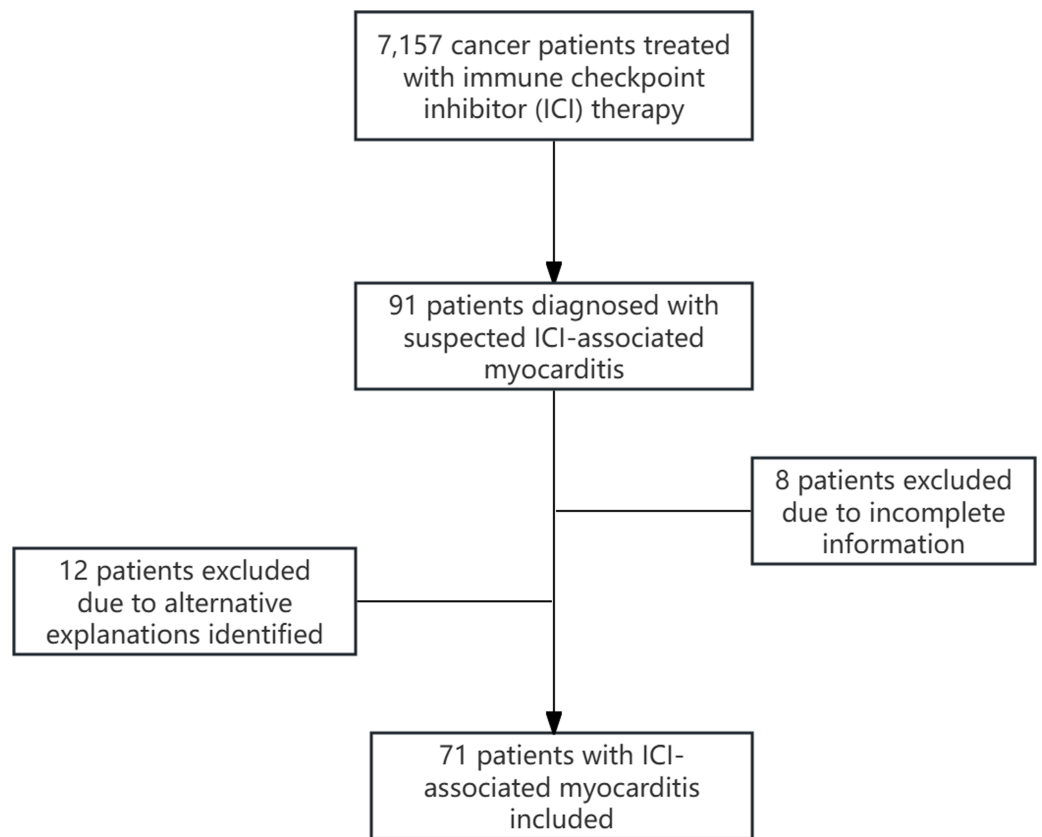 7,157 cancer patients treated
with immune checkpoint
inhibitor (ICI) therapy
91 patients diagnosed with
suspected ICI-associated
myocarditis
8 patients excluded
due to incomplete
information
12 patients excluded
due to alternative
explanations identified
71 patients with ICI-
associated myocarditis
included